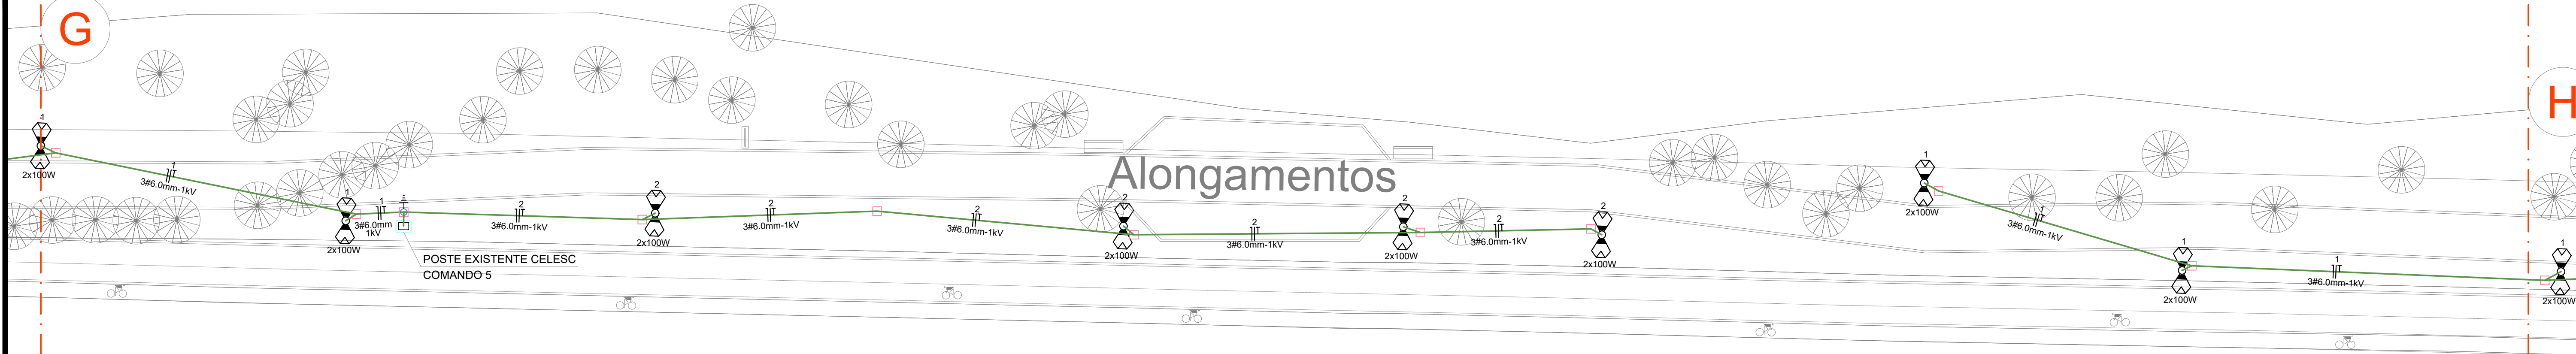 G
H
1
2x100W
1
3#6.0mm-1kV
1
2x100W
1
3#6.0mm
1kV
POSTE EXISTENTE CELESC
COMANDO 5
2
3#6.0mm-1kV
2
2x100W
2
3#6.0mm-1kV
2
3#6.0mm-1kV
Alongamentos
2
2x100W
2
3#6.0mm-1kV
2
2x100W
2
3#6.0mm-1kV
2
2x100W
1
2x100W
1
3#6.0mm-1kV
1
2x100W
1
3#6.0mm-1kV
1
2x100W